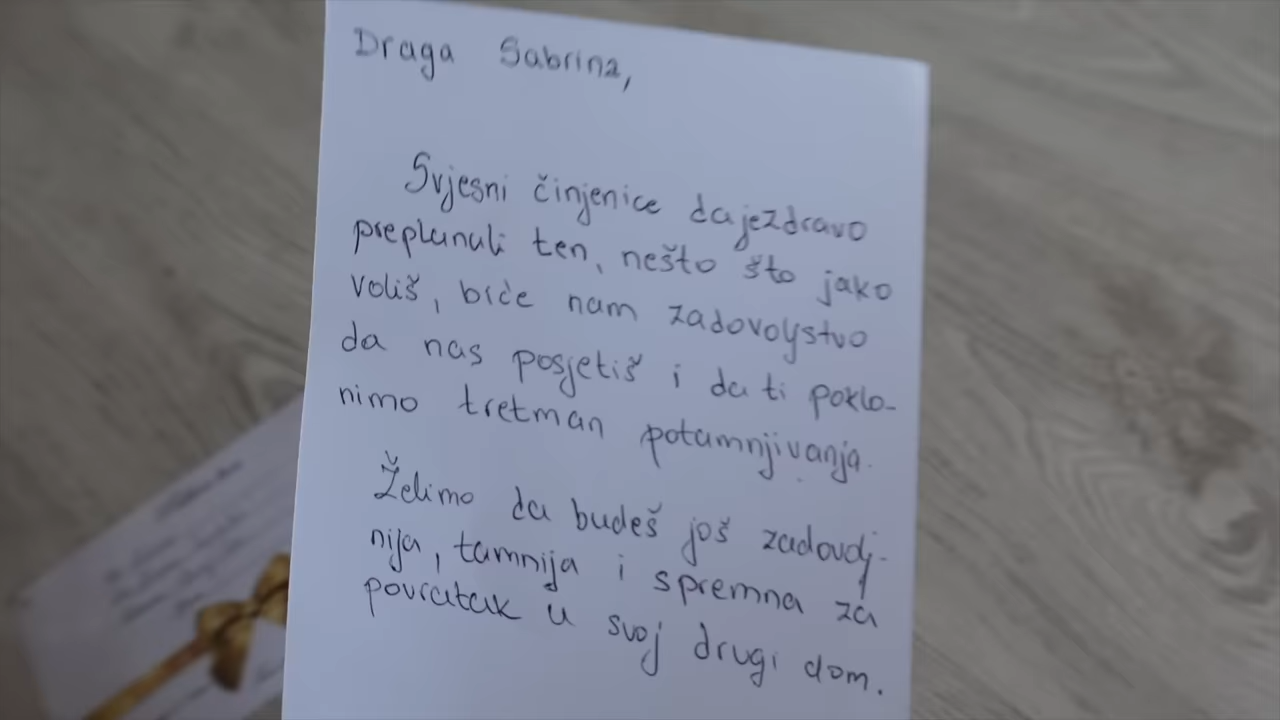 Draga Sabrina,
Svjesni činjenice da je zdravo
preplanuli ten, nešto što jako
voliš, biće nam zadovoljstvo
da nas posjetiš i da ti poklo-
nimo tretman potamnjivanja.
Želimo da budeš još zadovolj-
nija, tamnija i spremna za
povratak u svoj drugi dom.